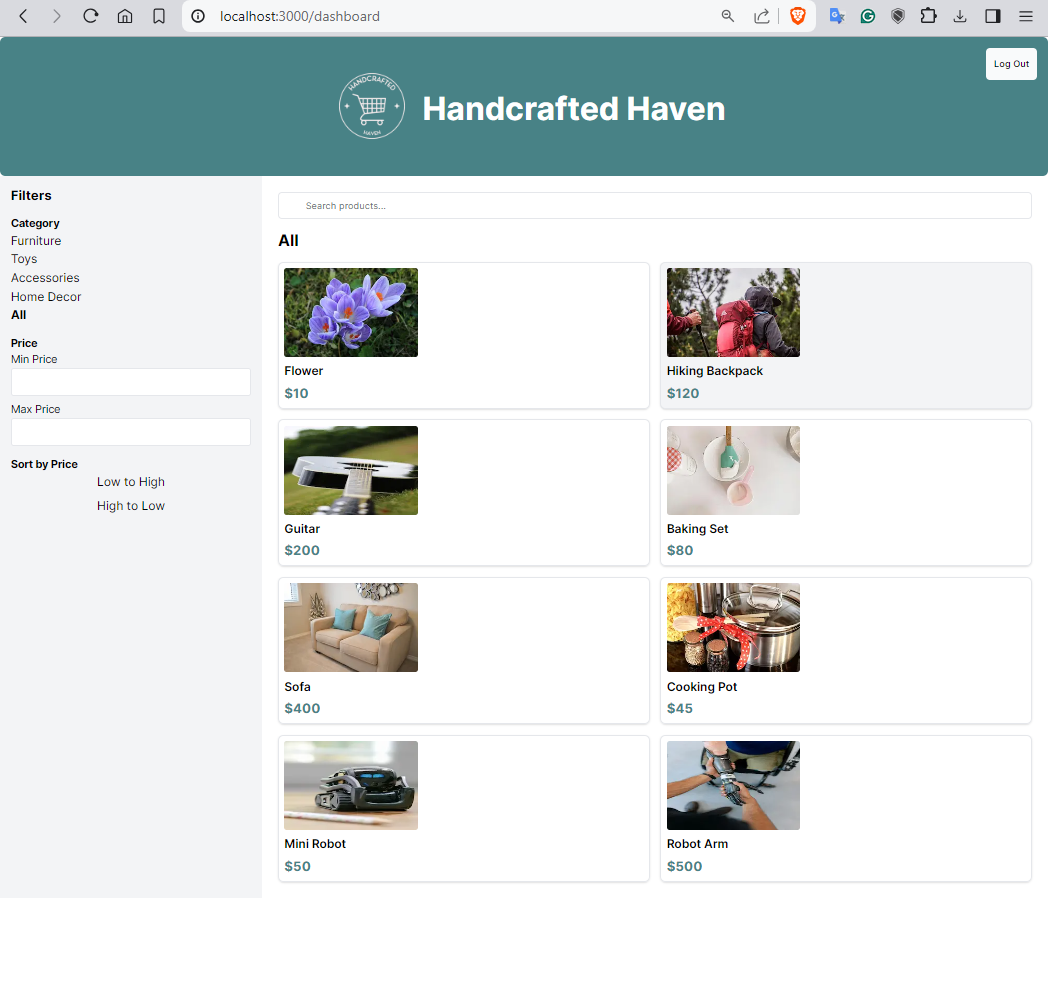 localhost:3000/dashboard
Log Out
HANDCRAFTED
HAVEN
Handcrafted Haven
Filters
Category
Furniture
Toys
Accessories
Home Decor
All
Price
Min Price
Max Price
Sort by Price
Low to High
High to Low
Search products...
All
Flower
$10
Hiking Backpack
$120
Guitar
$200
Baking Set
$80
Sofa
$400
Cooking Pot
$45
Mini Robot
$50
Robot Arm
$500